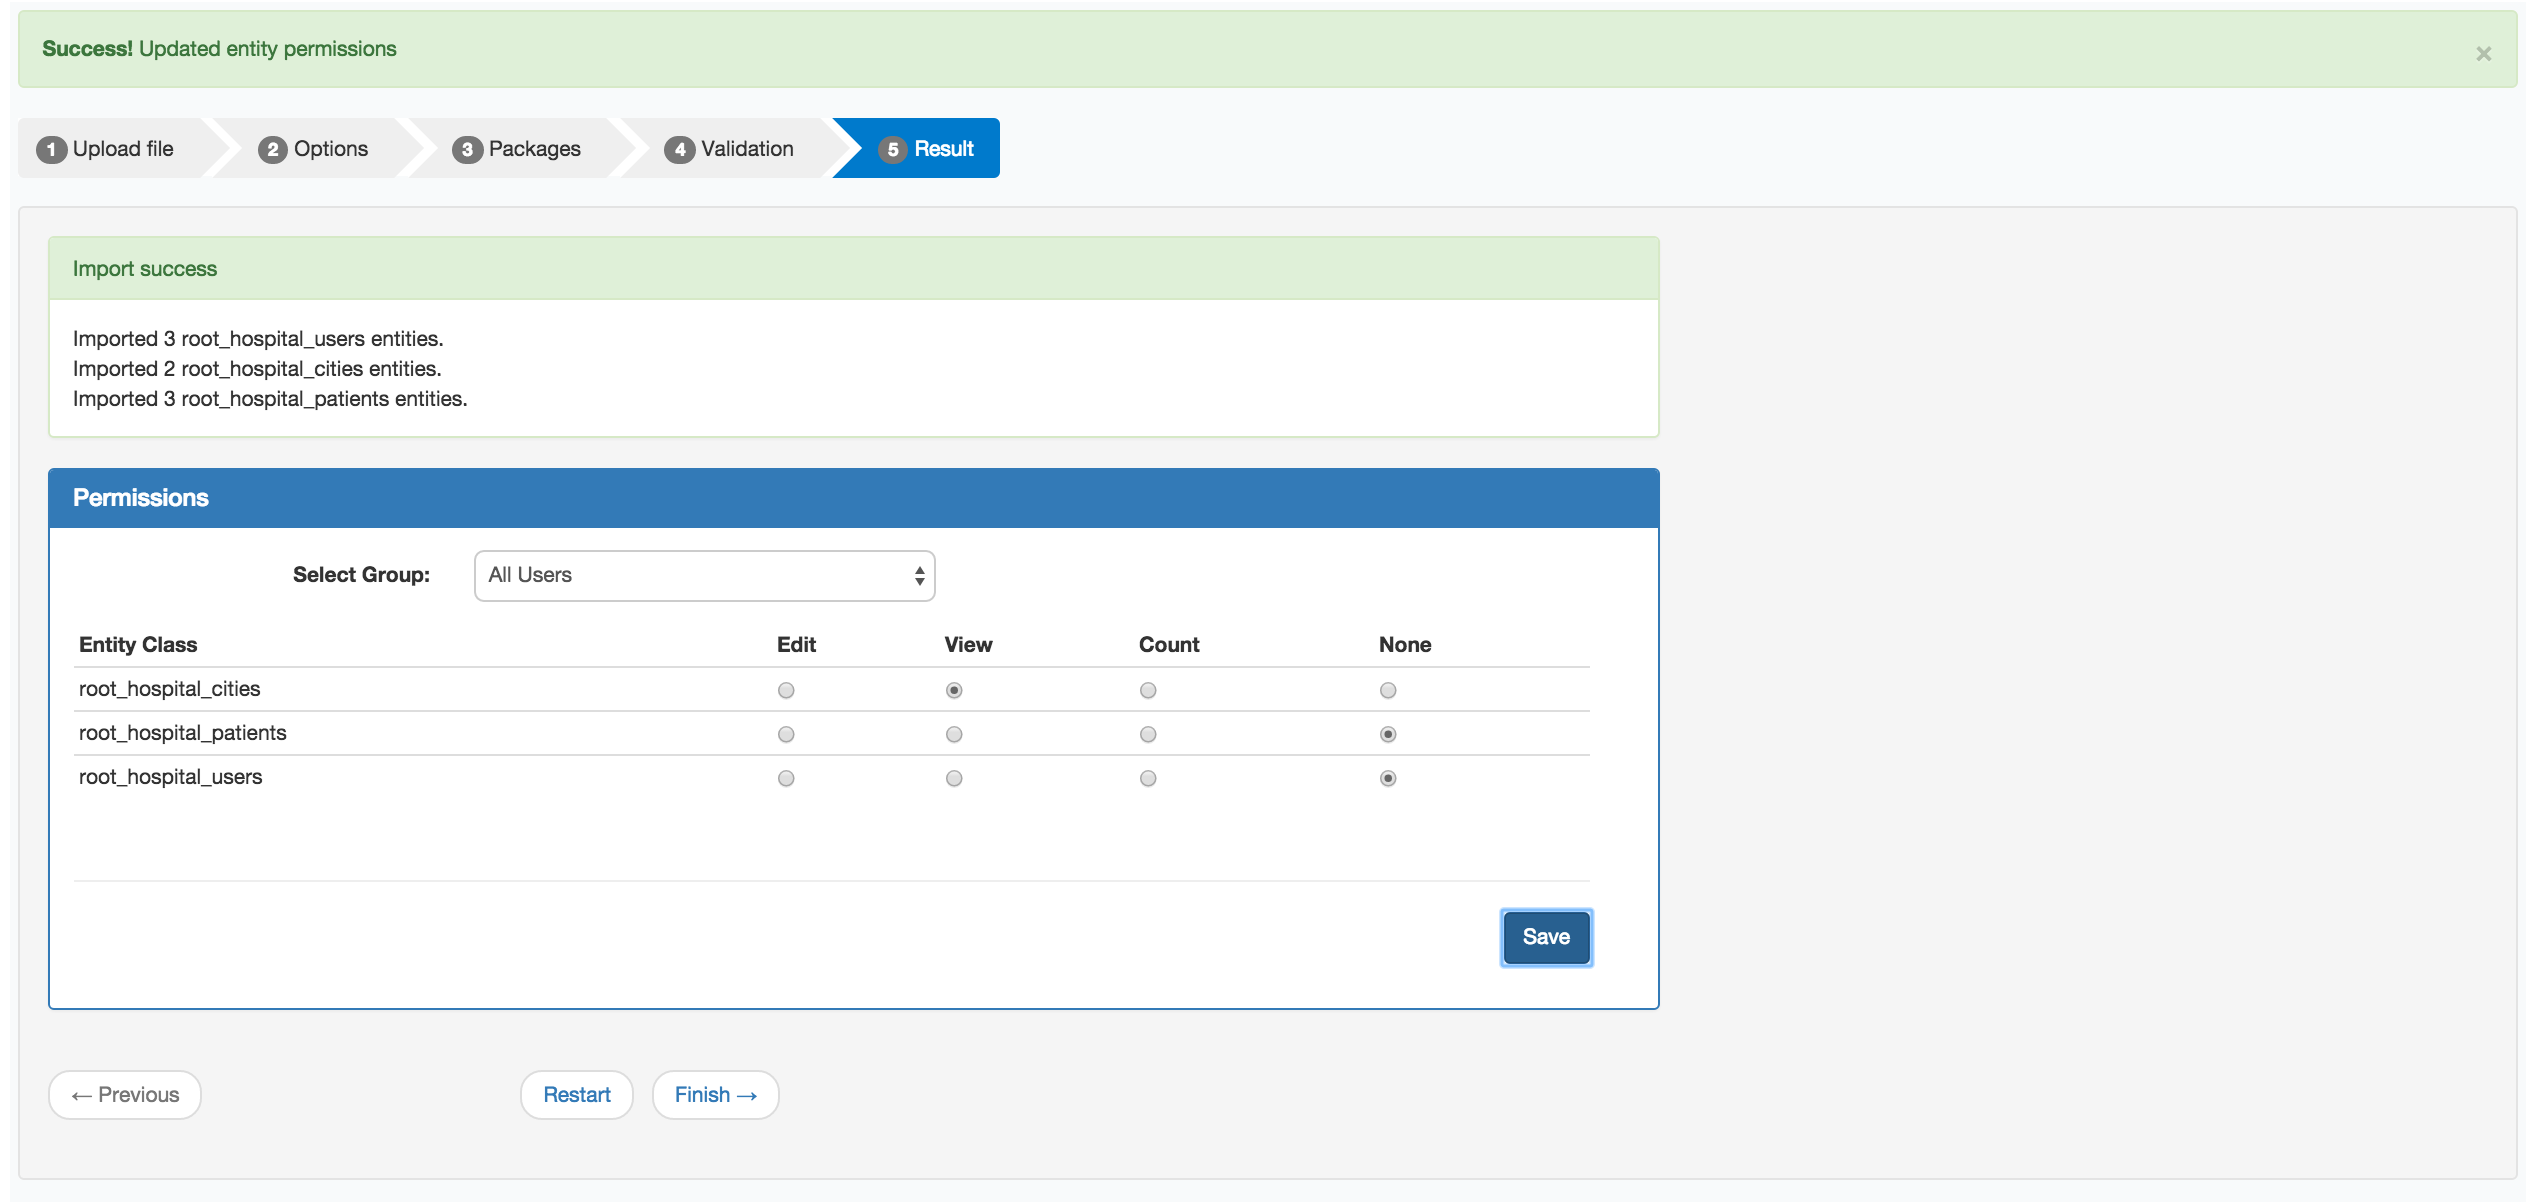 Success! Updated entity permissions
×
1 Upload file 2 Options 3 Packages 4 Validation 5 Result
Import success
Imported 3 root_hospital_users entities.
Imported 2 root_hospital_cities entities.
Imported 3 root_hospital_patients entities.
Permissions
Select Group: All Users
Entity Class Edit View Count None
root_hospital_cities
root_hospital_patients
root_hospital_users
Save
← Previous Restart Finish →